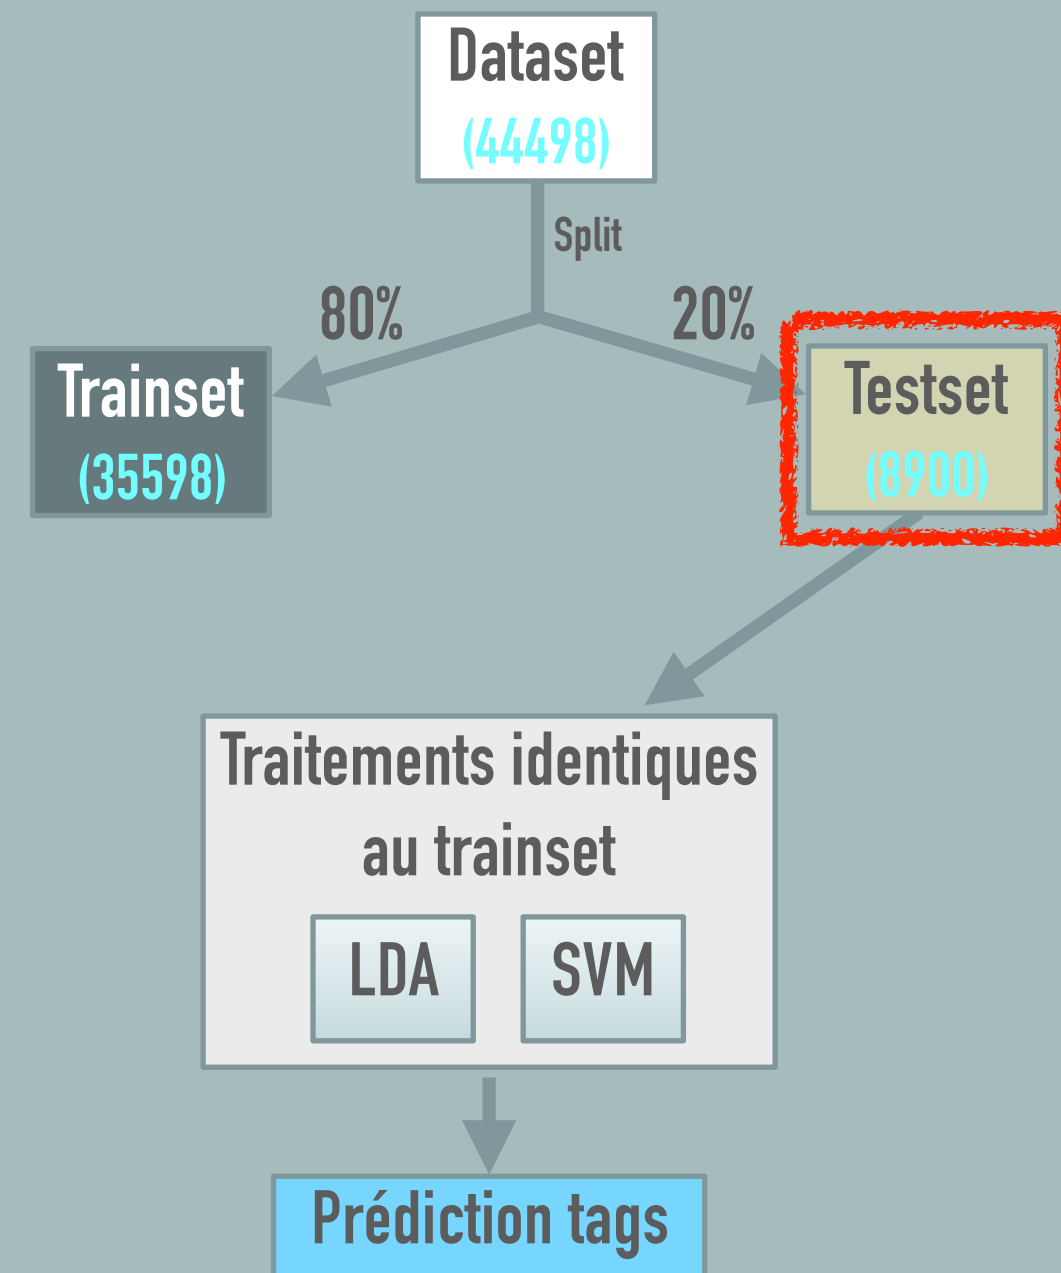 Dataset
(44498)
Split
80%
20%
Trainset
(35598)
Testset
(8900)
Traitements identiques
au trainset
LDA
SVM
Prédiction tags